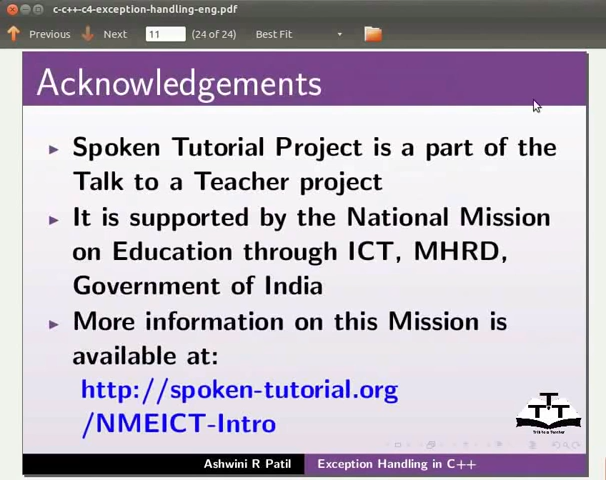 c-c++-c4-exception-handling-eng.pdf
Previous Next 11 (24 of 24) Best Fit
Acknowledgements
Spoken Tutorial Project is a part of the
Talk to a Teacher project
It is supported by the National Mission
on Education through ICT, MHRD,
Government of India
More information on this Mission is
available at:
http://spoken-tutorial.org
/NMEICT-Intro
Ashwini R Patil Exception Handling in C++